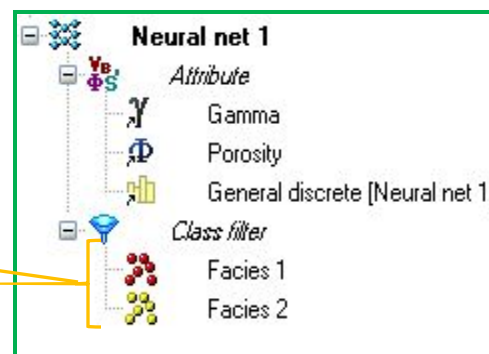 Neural net 1
Attribute
Gamma
Porosity
General discrete [Neural net 1
Class filter
Facies 1
Facies 2